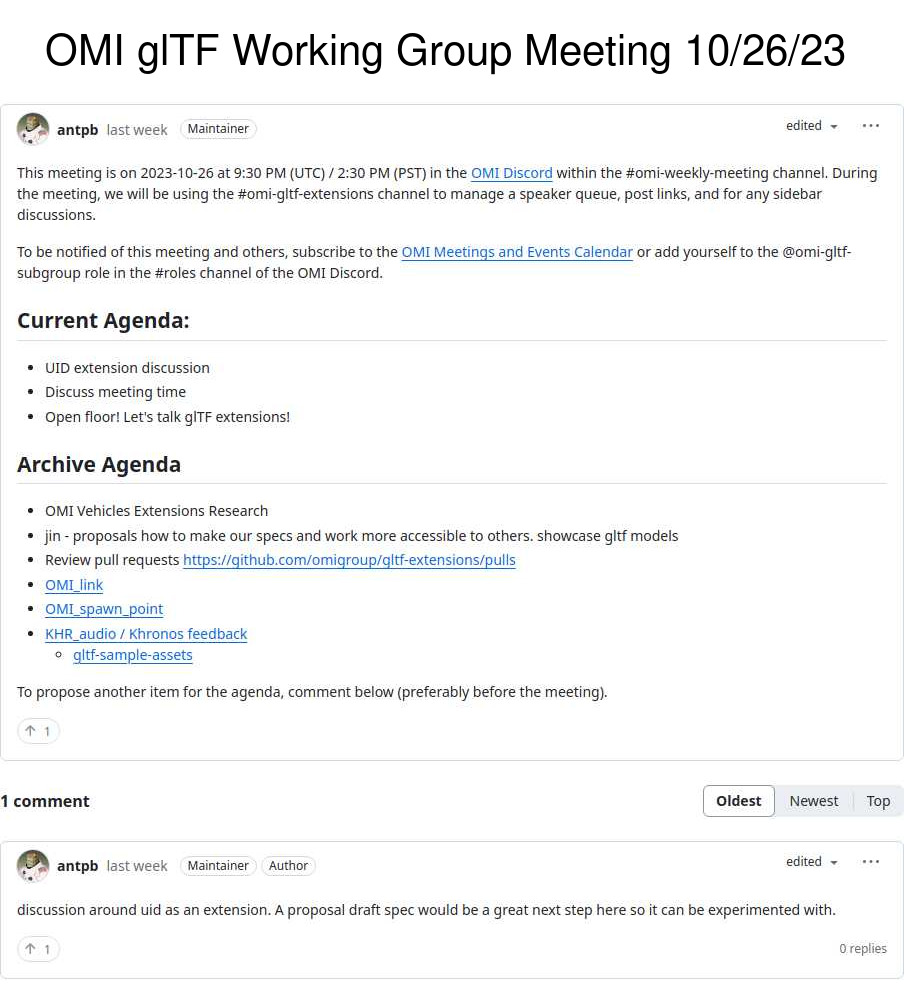 OMI glTF Working Group Meeting 10/26/23
antpb last week Maintainer edited
This meeting is on 2023-10-26 at 9:30 PM (UTC) / 2:30 PM (PST) in the OMI Discord within the #omi-weekly-meeting channel. During
the meeting, we will be using the #omi-gltf-extensions channel to manage a speaker queue, post links, and for any sidebar
discussions.
To be notified of this meeting and others, subscribe to the OMI Meetings and Events Calendar or add yourself to the @omi-gltf-
subgroup role in the #roles channel of the OMI Discord.
Current Agenda:
• UID extension discussion
• Discuss meeting time
• Open floor! Let's talk glTF extensions!
Archive Agenda
• OMI Vehicles Extensions Research
• jin - proposals how to make our specs and work more accessible to others. showcase gltf models
• Review pull requests https://github.com/omigroup/gltf-extensions/pulls
• OMI_link
• OMI_spawn_point
• KHR_audio / Khronos feedback
◦ gltf-sample-assets
To propose another item for the agenda, comment below (preferably before the meeting).
↑ 1
1 comment Oldest Newest Top
antpb last week Maintainer Author edited
discussion around uid as an extension. A proposal draft spec would be a great next step here so it can be experimented with.
↑ 1 0 replies